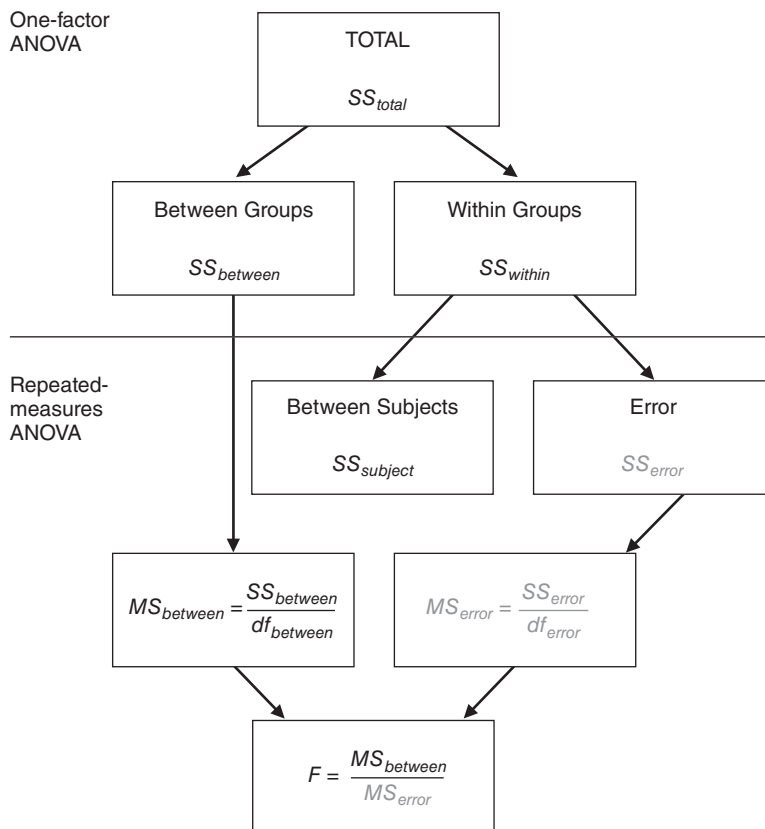 One-factor
ANOVA
TOTAL
SS_total
Between Groups
SS_between
Within Groups
SS_within
Repeated-
measures
ANOVA
Between Subjects
SS_subject
Error
SS_error
MS_between = SS_between / df_between
MS_error = SS_error / df_error
F = MS_between / MS_error